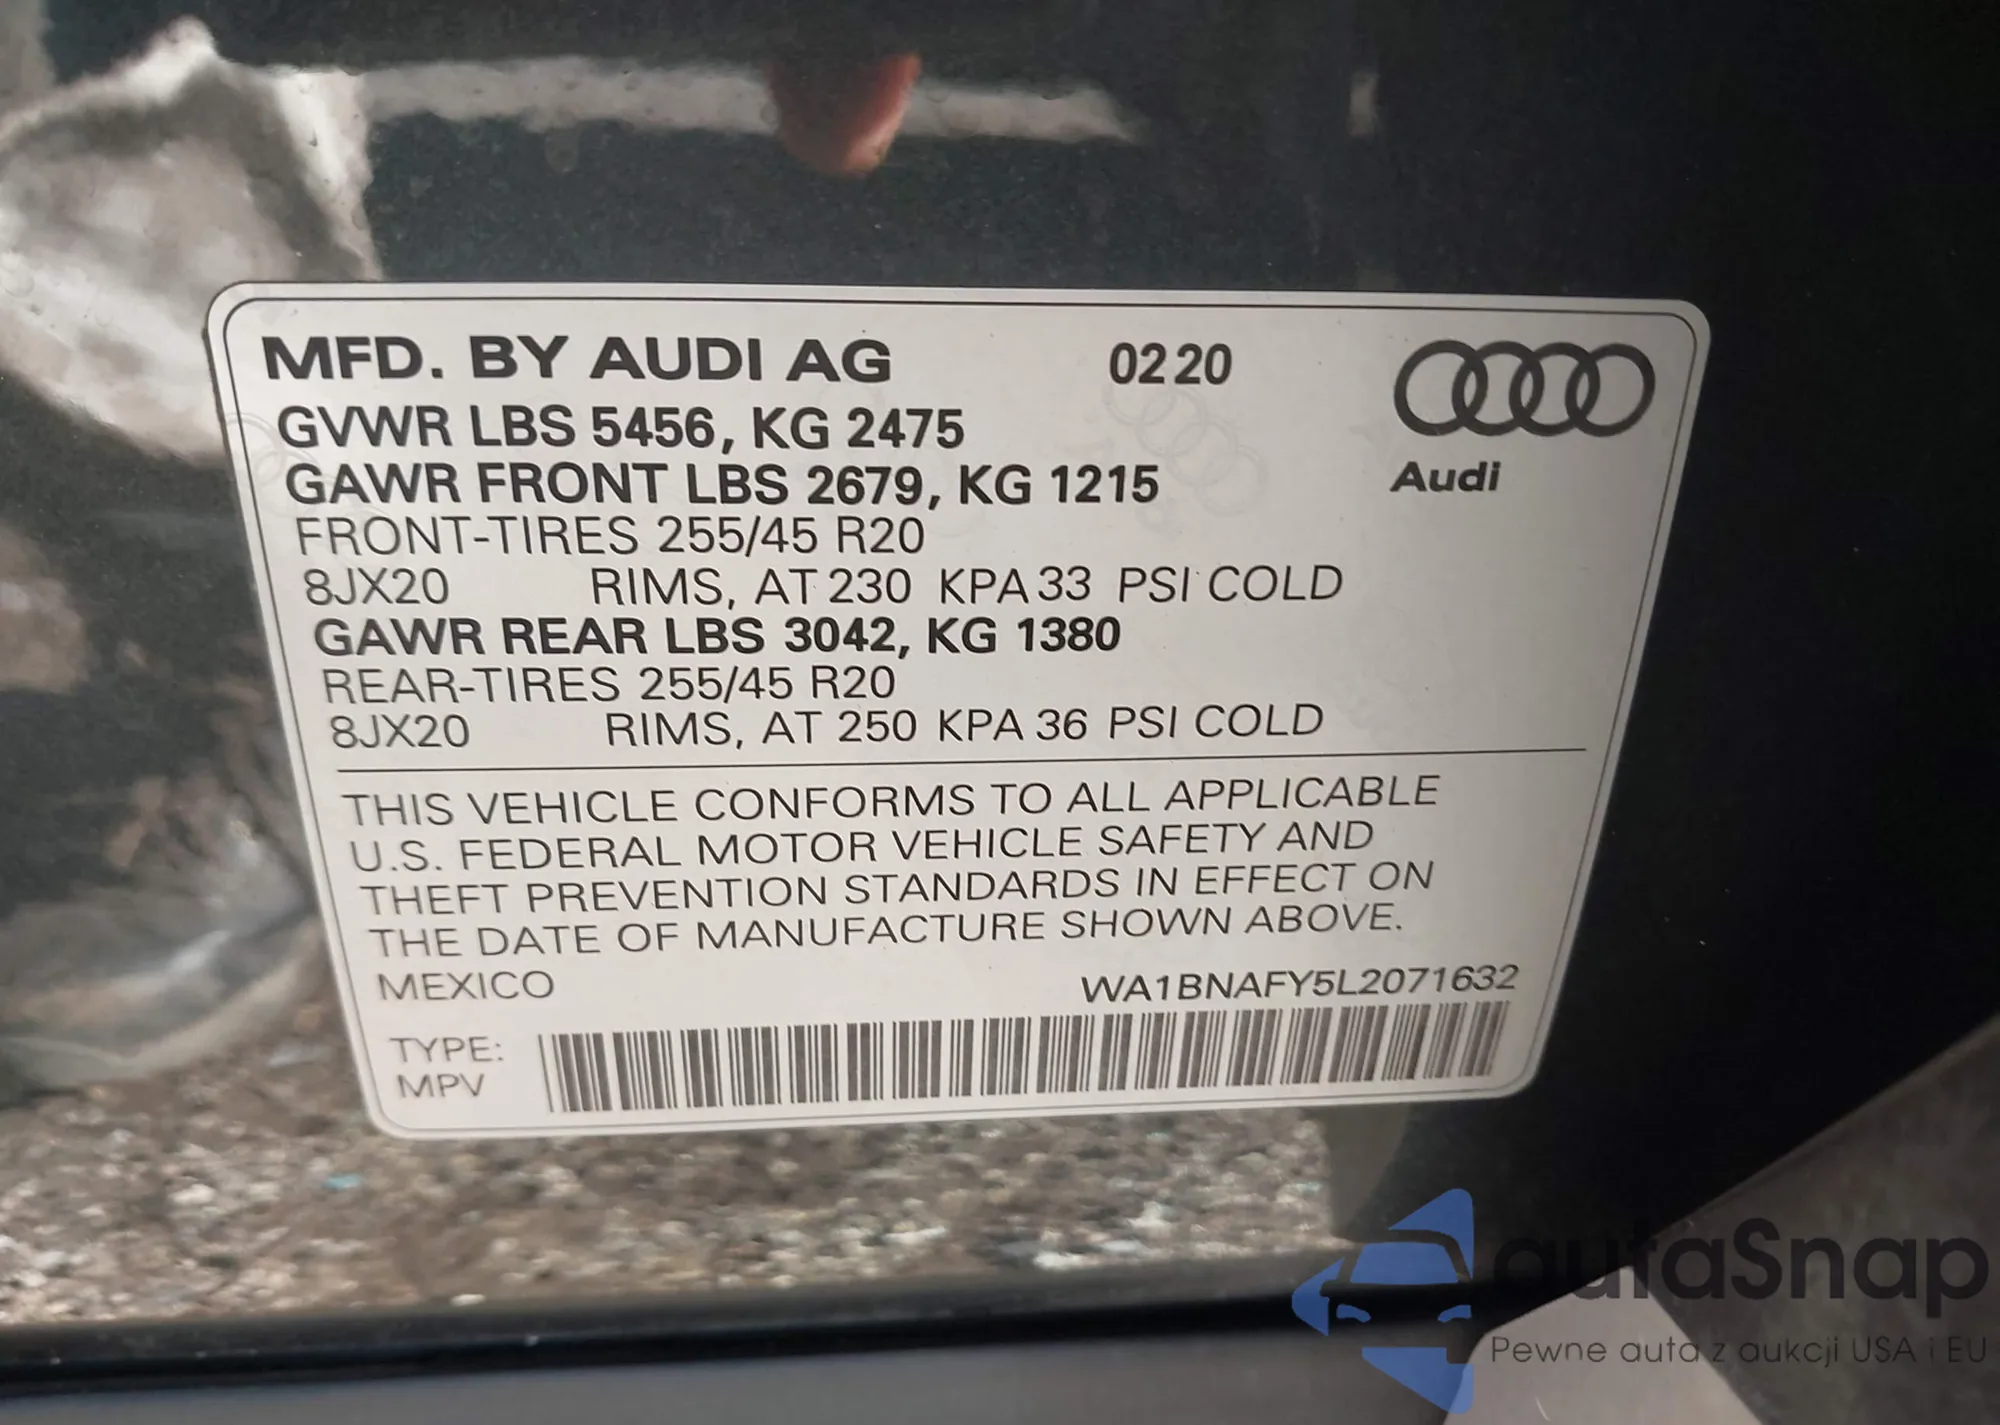 MFD. BY AUDI AG 02 20
GVWR LBS 5456, KG 2475
GAWR FRONT LBS 2679, KG 1215
Audi
FRONT-TIRES 255/45 R20
8JX20 RIMS, AT 230 KPA 33 PSI COLD
GAWR REAR LBS 3042, KG 1380
REAR-TIRES 255/45 R20
8JX20 RIMS, AT 250 KPA 36 PSI COLD
THIS VEHICLE CONFORMS TO ALL APPLICABLE
U.S. FEDERAL MOTOR VEHICLE SAFETY AND
THEFT PREVENTION STANDARDS IN EFFECT ON
THE DATE OF MANUFACTURE SHOWN ABOVE.
MEXICO WA1BNAFY5L2071632
TYPE:
MPV
autaSnap
Pewne auta z aukcji USA i EU